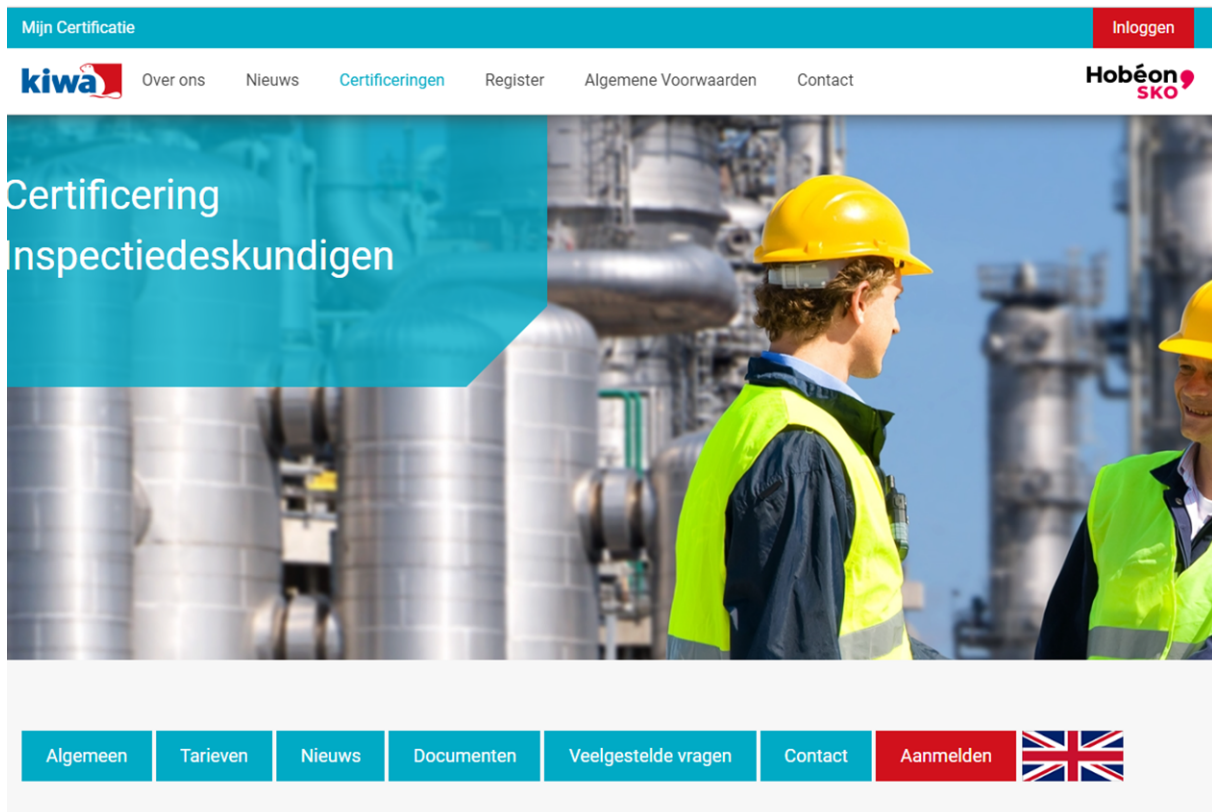 Mijn Certificatie
Inloggen
kiwa
Over ons
Nieuws
Certificeringen
Register
Algemene Voorwaarden
Contact
Hobéon
SKO
Certificering
Inspectiedeskundigen
Algemeen
Tarieven
Nieuws
Documenten
Veelgestelde vragen
Contact
Aanmelden